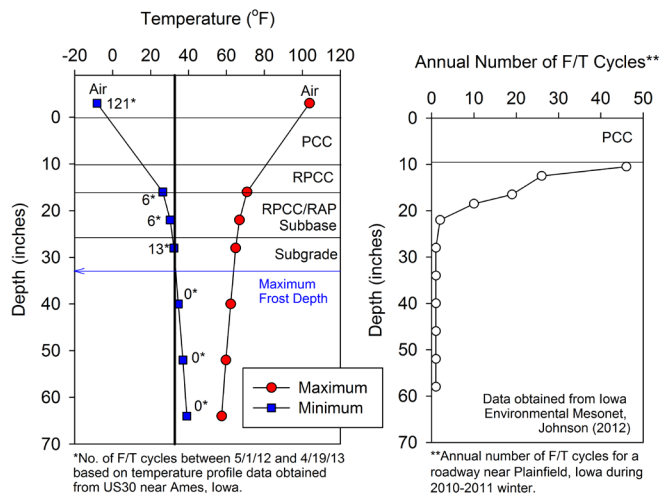 Temperature (°F)
-20 0 20 40 60 80 100 120
Depth (inches)
0
10
20
30
40
50
60
70
Air
121*
Air
PCC
RPCC
6*
6*
RPCC/RAP
Subbase
13*
Subgrade
Maximum
Frost Depth
0*
0*
0*
Maximum
Minimum
*No. of F/T cycles between 5/1/12 and 4/19/13
based on temperature profile data obtained
from US30 near Ames, Iowa.
Annual Number of F/T Cycles**
0 10 20 30 40 50
Depth (inches)
0
10
20
30
40
50
60
70
PCC
Data obtained from Iowa
Environmental Mesonet,
Johnson (2012)
**Annual number of F/T cycles for a
roadway near Plainfield, Iowa during
2010-2011 winter.